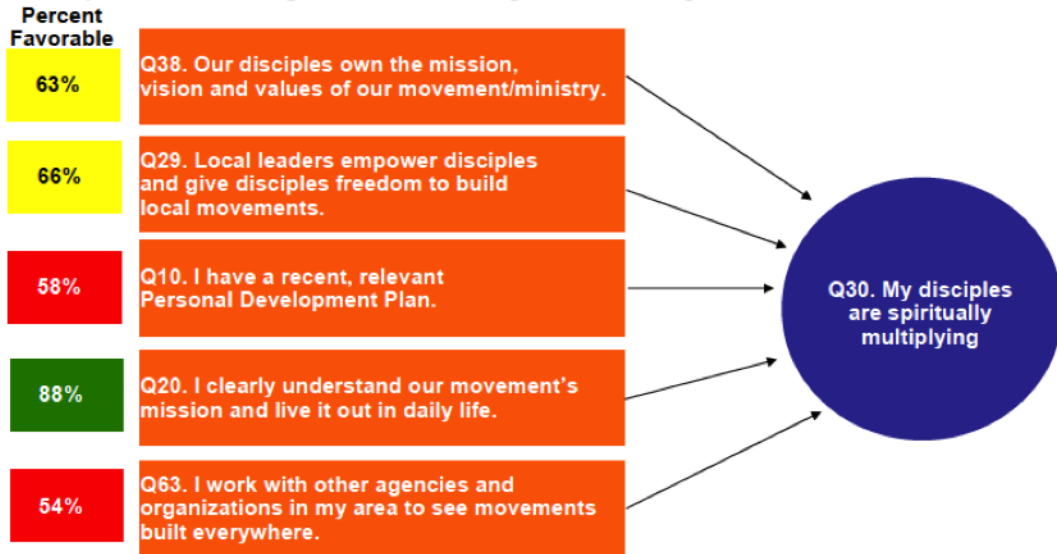 Percent
Favorable
63%
Q38. Our disciples own the mission,
vision and values of our movement/ministry.
66%
Q29. Local leaders empower disciples
and give disciples freedom to build
local movements.
58%
Q10. I have a recent, relevant
Personal Development Plan.
88%
Q20. I clearly understand our movement’s
mission and live it out in daily life.
54%
Q63. I work with other agencies and
organizations in my area to see movements
built everywhere.
Q30. My disciples
are spiritually
multiplying